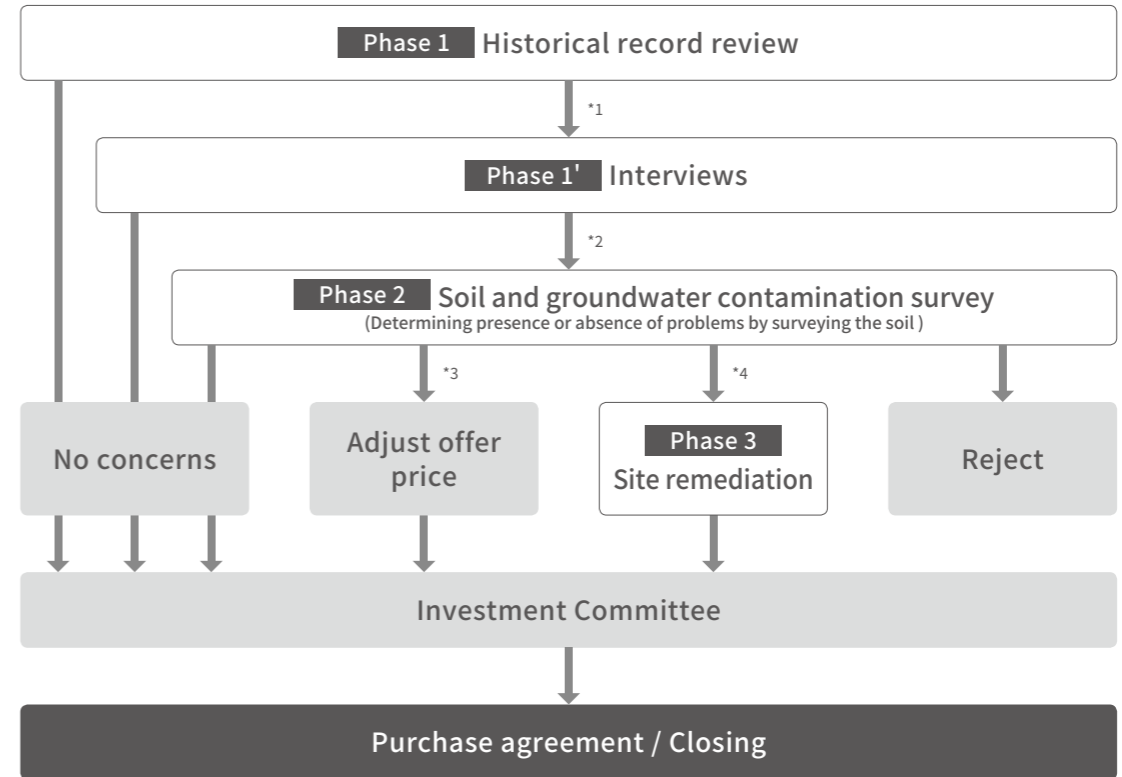 Phase 1 Historical record review
*1
Phase 1' Interviews
*2
Phase 2 Soil and groundwater contamination survey
(Determining presence or absence of problems by surveying the soil )
*3
*4
No concerns
Adjust offer
price
Phase 3
Site remediation
Reject
Investment Committee
Purchase agreement / Closing